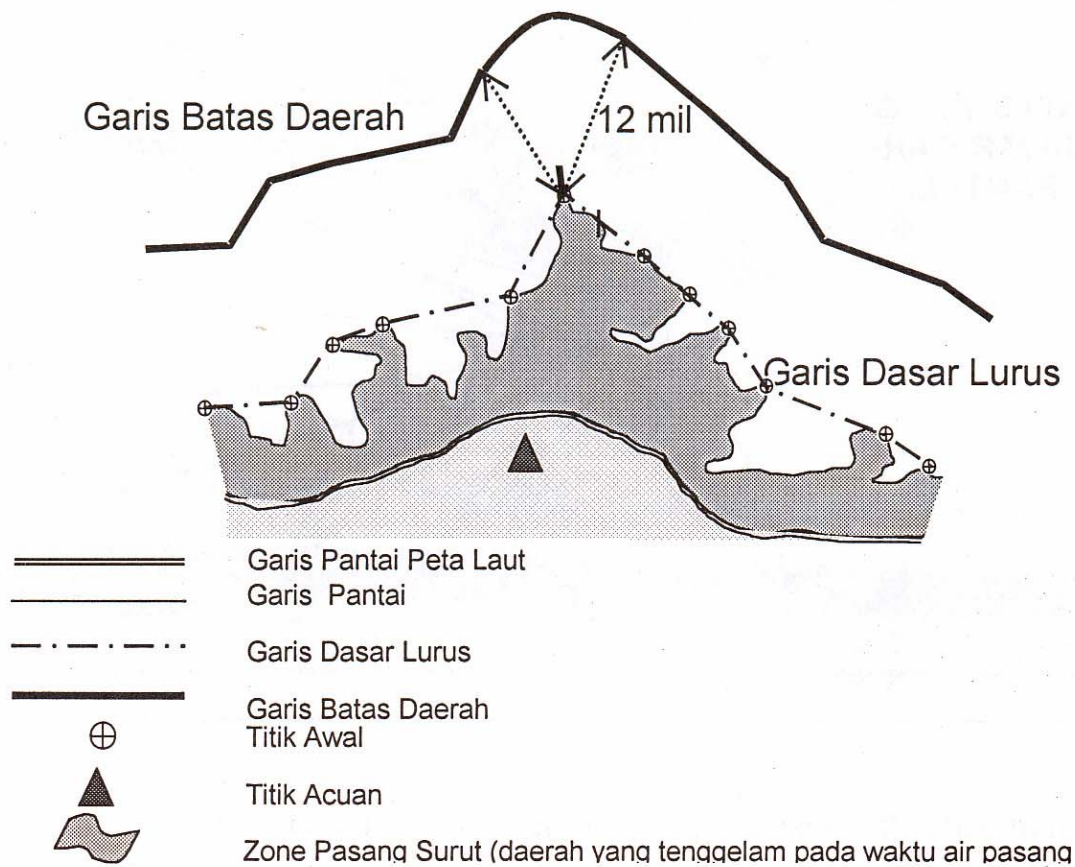 Garis Batas Daerah
12 mil
Garis Dasar Lurus
Garis Pantai Peta Laut
Garis Pantai
Garis Dasar Lurus
Garis Batas Daerah
Titik Awal
Titik Acuan
Zone Pasang Surut (daerah yang tenggelam pada waktu air pasang